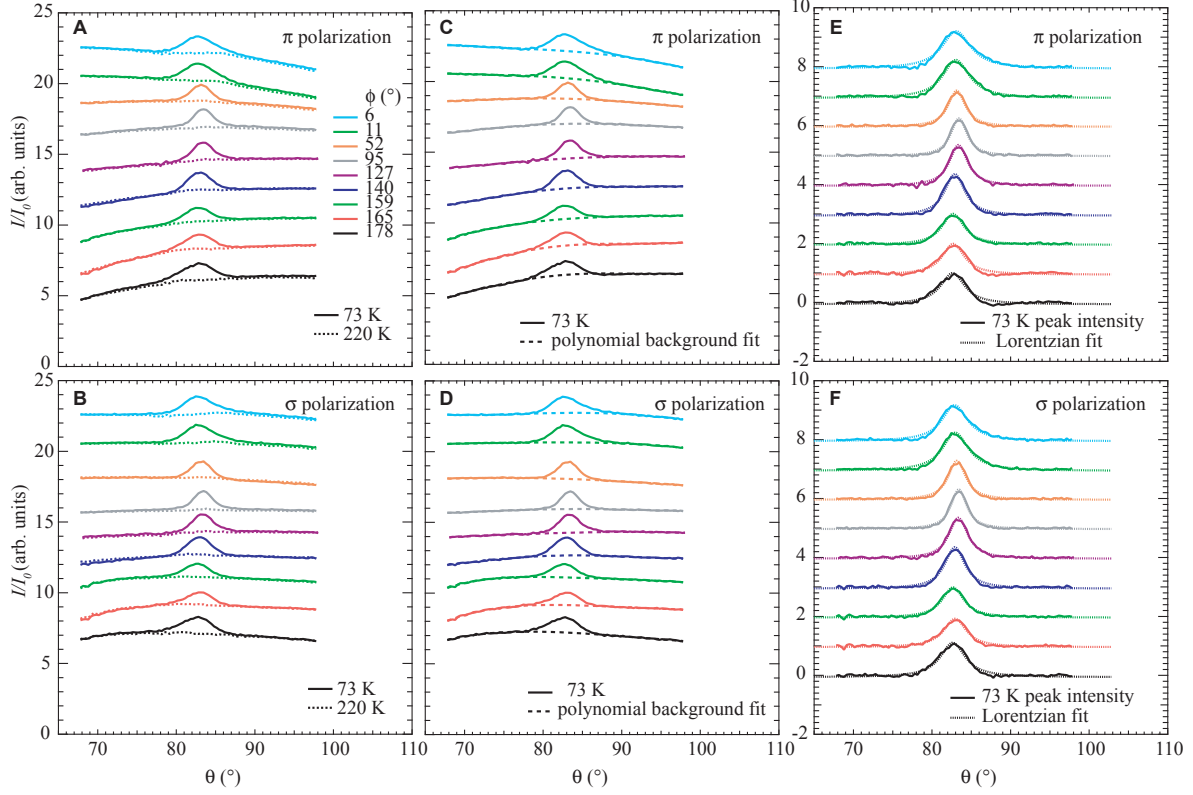 A
π polarization
25
20
15
10
5
0
I/I0 (arb. units)
ϕ (°)
6
11
52
95
127
140
159
165
178
73 K
220 K
C
π polarization
73 K
polynomial background fit
E
π polarization
10
8
6
4
2
0
-2
73 K peak intensity
Lorentzian fit
B
σ polarization
25
20
15
10
5
0
I/I0 (arb. units)
73 K
220 K
70 80 90 100 110
θ (°)
D
σ polarization
73 K
polynomial background fit
70 80 90 100 110
θ (°)
F
σ polarization
10
8
6
4
2
0
-2
73 K peak intensity
Lorentzian fit
70 80 90 100 110
θ (°)